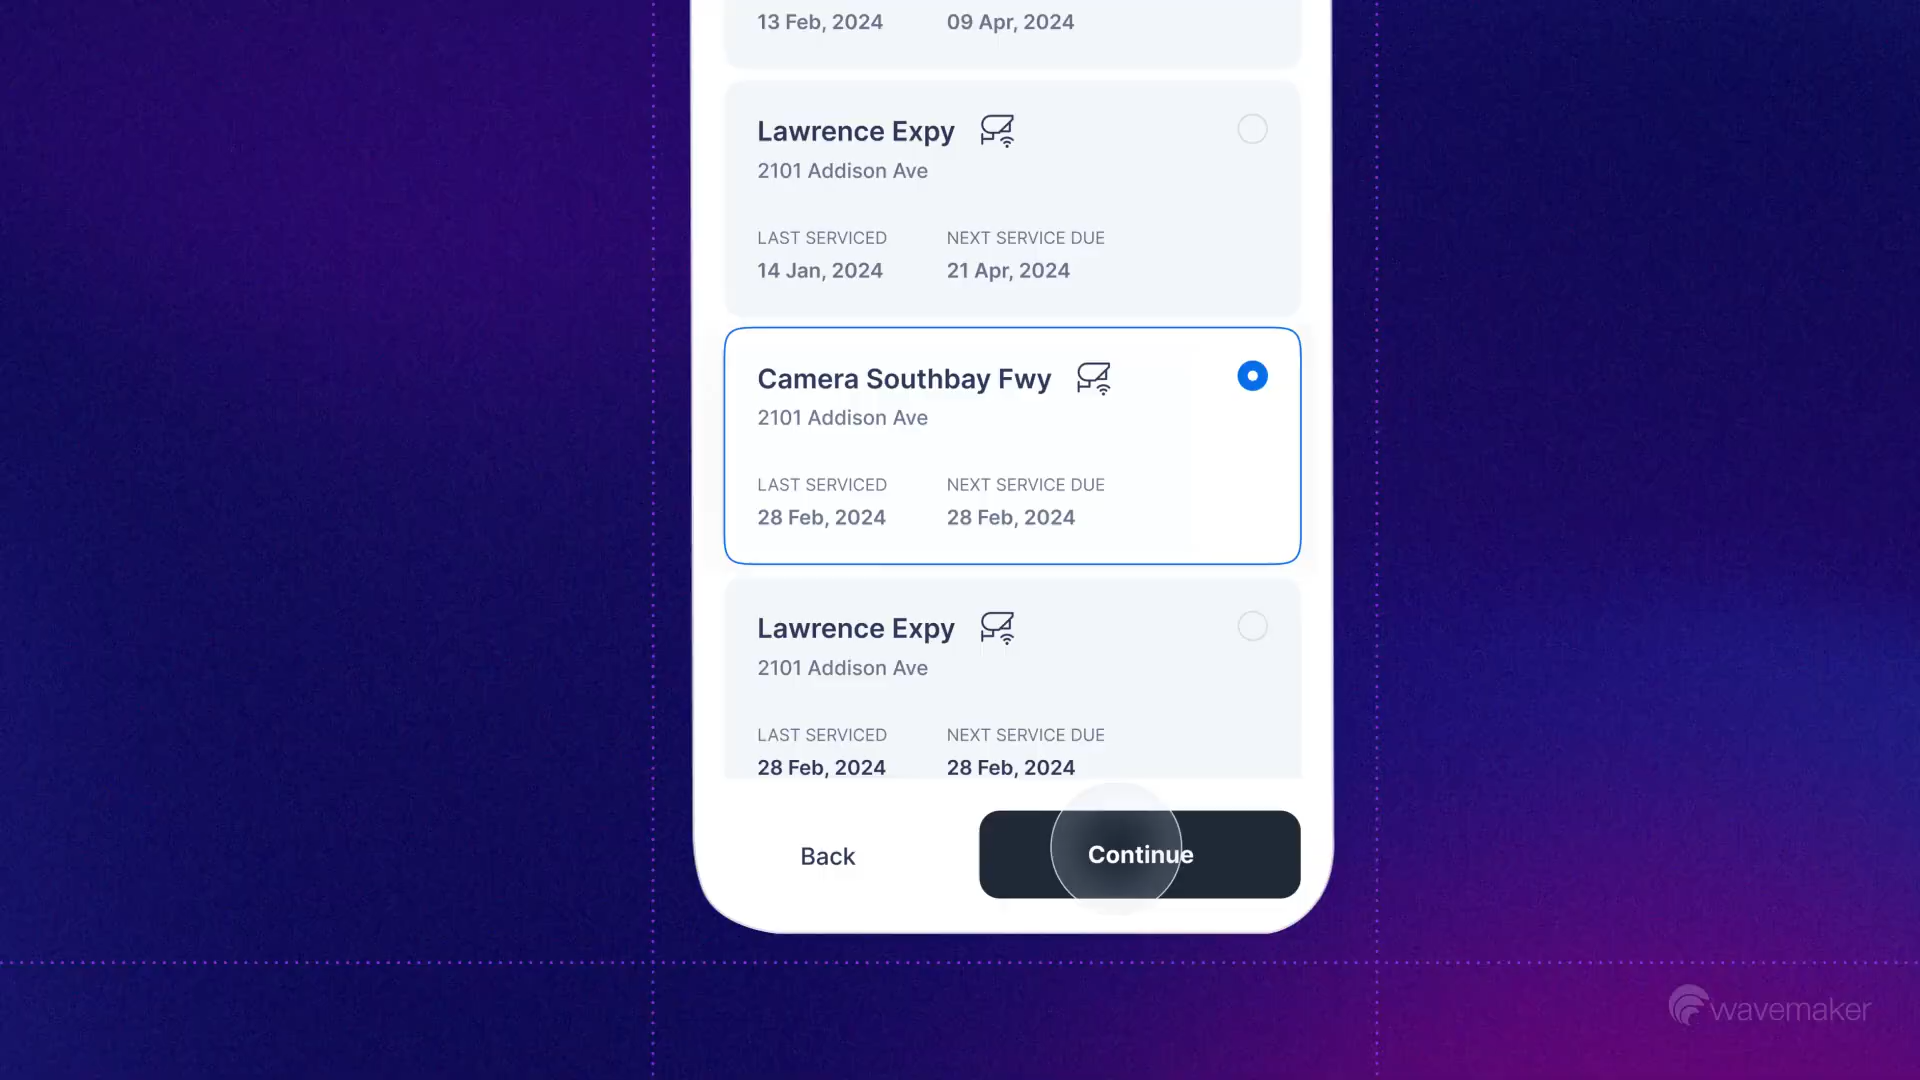 13 Feb, 2024 09 Apr, 2024
Lawrence Expy
2101 Addison Ave
LAST SERVICED NEXT SERVICE DUE
14 Jan, 2024 21 Apr, 2024
Camera Southbay Fwy
2101 Addison Ave
LAST SERVICED NEXT SERVICE DUE
28 Feb, 2024 28 Feb, 2024
Lawrence Expy
2101 Addison Ave
LAST SERVICED NEXT SERVICE DUE
28 Feb, 2024 28 Feb, 2024
Back Continue
wavemaker